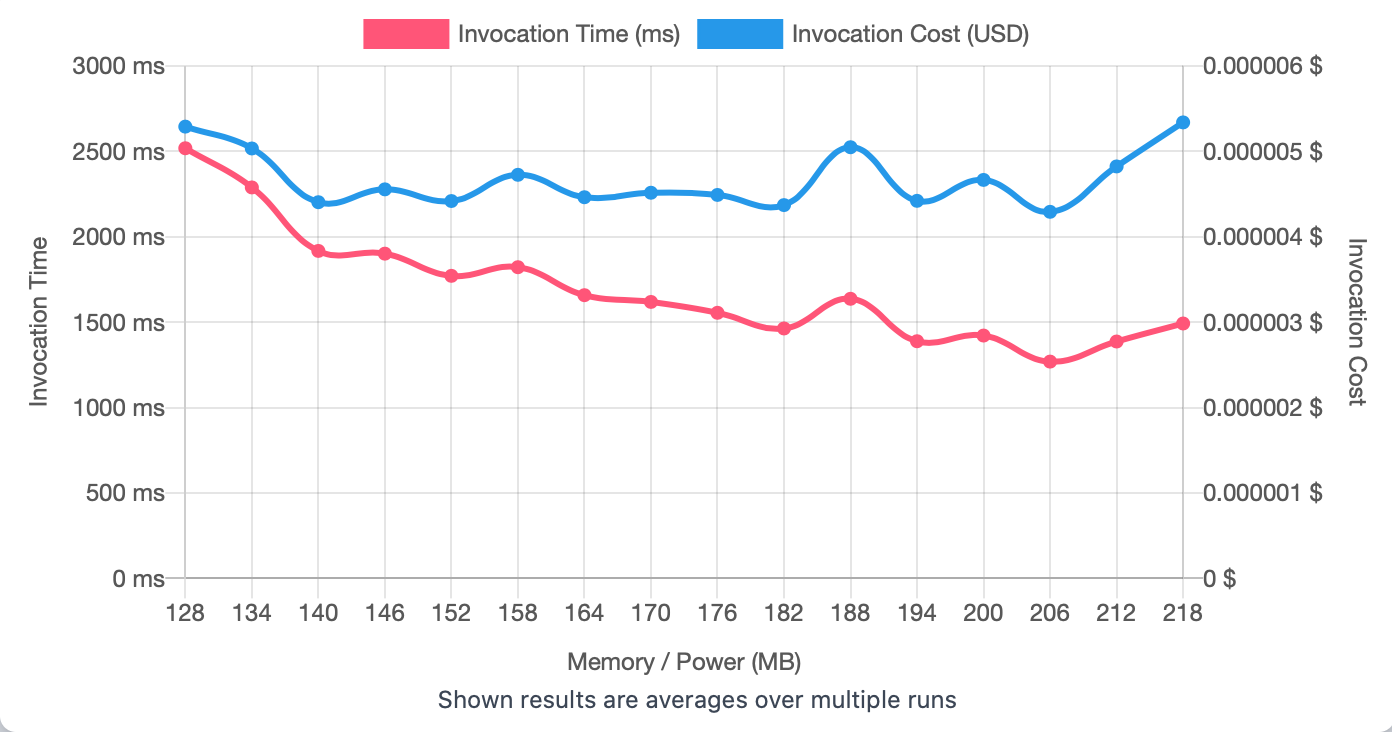 Invocation Time (ms) Invocation Cost (USD)
3000 ms 0.000006 $
2500 ms 0.000005 $
2000 ms 0.000004 $
1500 ms 0.000003 $
1000 ms 0.000002 $
500 ms 0.000001 $
0 ms 0 $
Invocation Time
Invocation Cost
128 134 140 146 152 158 164 170 176 182 188 194 200 206 212 218
Memory / Power (MB)
Shown results are averages over multiple runs